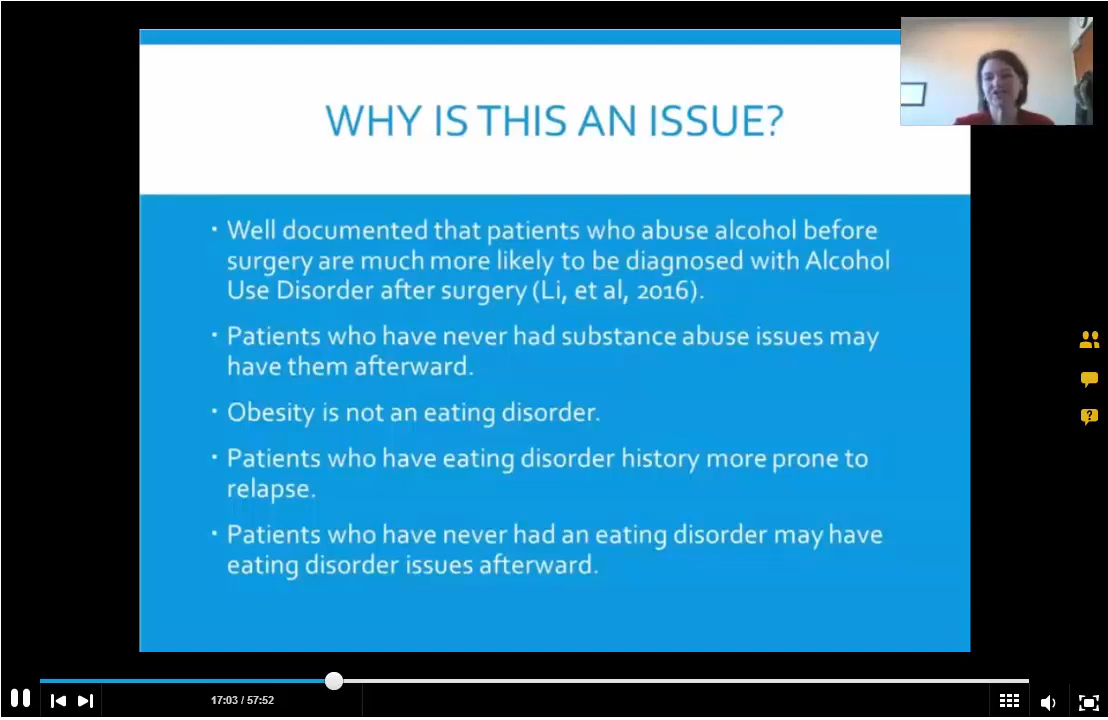 WHY IS THIS AN ISSUE?
· Well documented that patients who abuse alcohol before
surgery are much more likely to be diagnosed with Alcohol
Use Disorder after surgery (Li, et al, 2016).
· Patients who have never had substance abuse issues may
have them afterward.
· Obesity is not an eating disorder.
· Patients who have eating disorder history more prone to
relapse.
· Patients who have never had an eating disorder may have
eating disorder issues afterward.
?
17:03 / 57:52